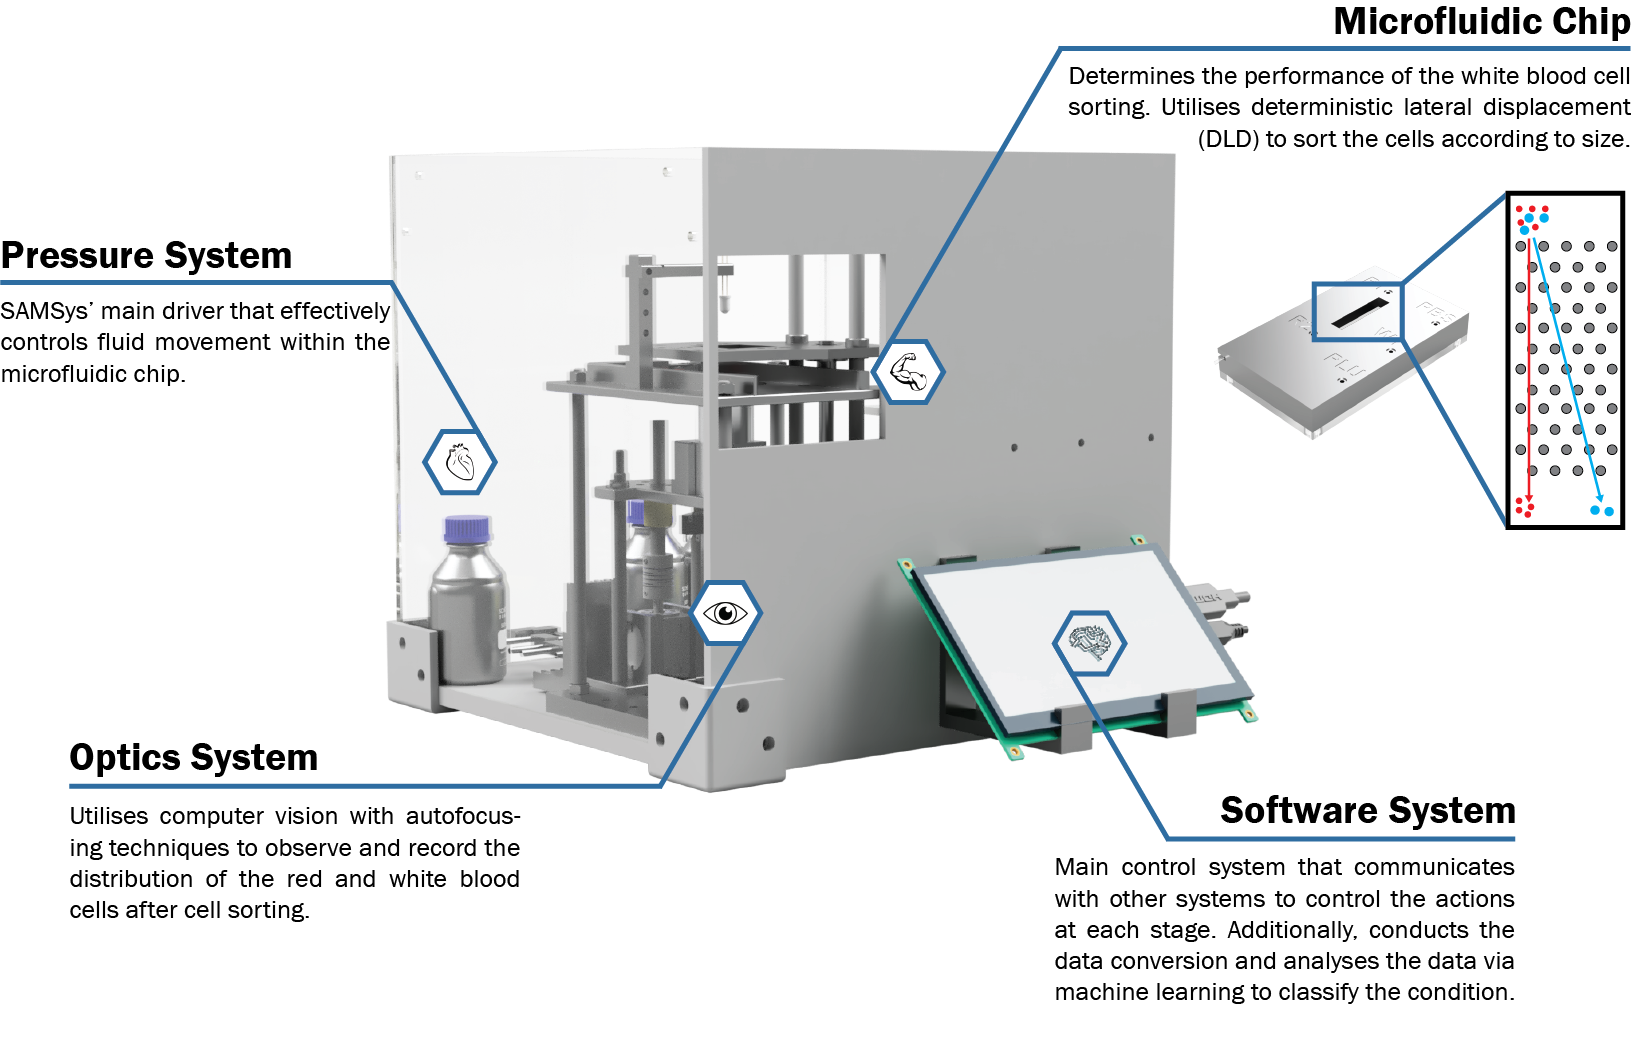 Microfluidic Chip
Determines the performance of the white blood cell
sorting. Utilises deterministic lateral displacement
(DLD) to sort the cells according to size.
Pressure System
SAMSys’ main driver that effectively
controls fluid movement within the
microfluidic chip.
PLU
Optics System
Utilises computer vision with autofocus-
ing techniques to observe and record the
distribution of the red and white blood
cells after cell sorting.
Software System
Main control system that communicates
with other systems to control the actions
at each stage. Additionally, conducts the
data conversion and analyses the data via
machine learning to classify the condition.